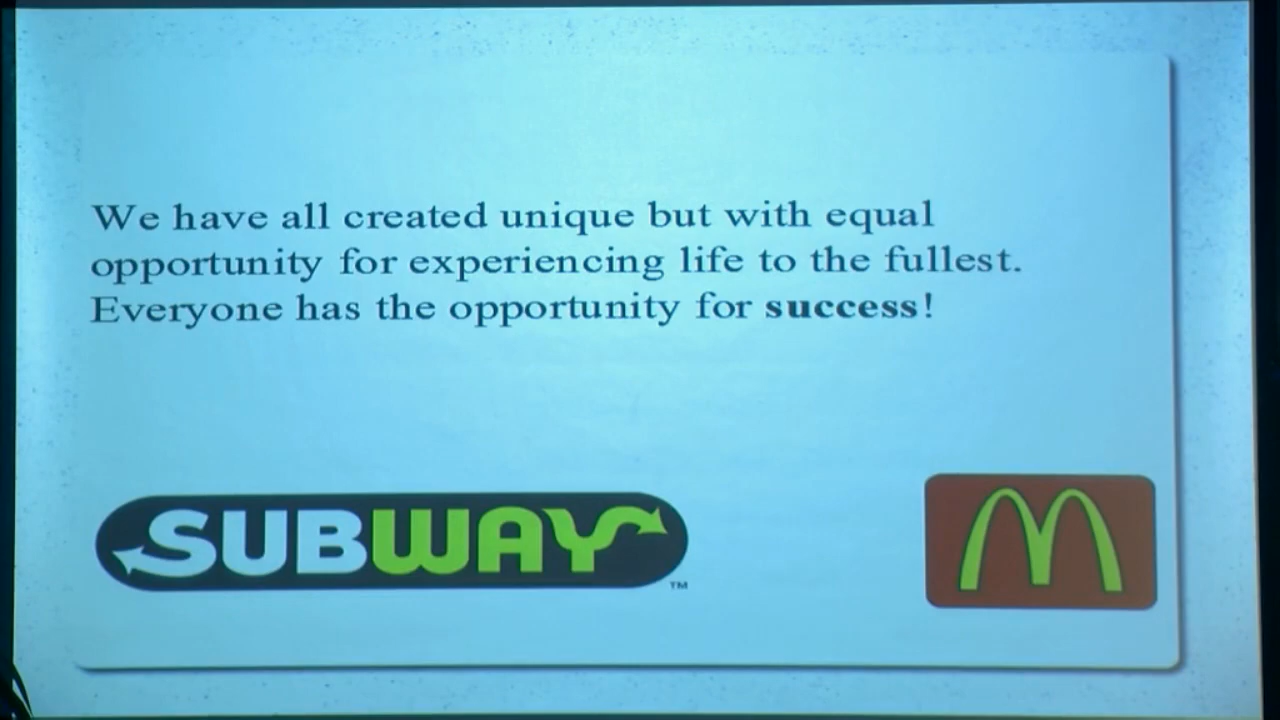 We have all created unique but with equal
opportunity for experiencing life to the fullest.
Everyone has the opportunity for success!
SUBWAY
TM
M